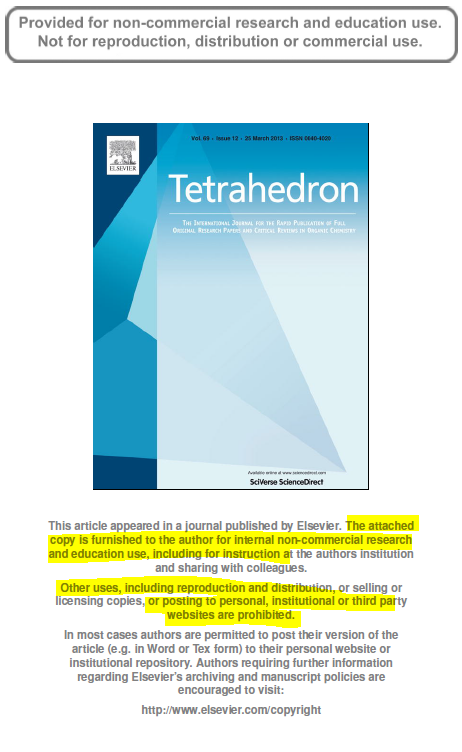 Provided for non-commercial research and education use.
Not for reproduction, distribution or commercial use.
Vol. 69 • Issue 12 • 25 March 2013 • ISSN 0040-4020
ELSEVIER
Tetrahedron
The International Journal for the Rapid Publication of Full
Original Research Papers and Critical Reviews in Organic Chemistry
Available online at www.sciencedirect.com
SciVerse ScienceDirect
This article appeared in a journal published by Elsevier. The attached
copy is furnished to the author for internal non-commercial research
and education use, including for instruction at the authors institution
and sharing with colleagues.
Other uses, including reproduction and distribution, or selling or
licensing copies, or posting to personal, institutional or third party
websites are prohibited.
In most cases authors are permitted to post their version of the
article (e.g. in Word or Tex form) to their personal website or
institutional repository. Authors requiring further information
regarding Elsevier's archiving and manuscript policies are
encouraged to visit:
http://www.elsevier.com/copyright